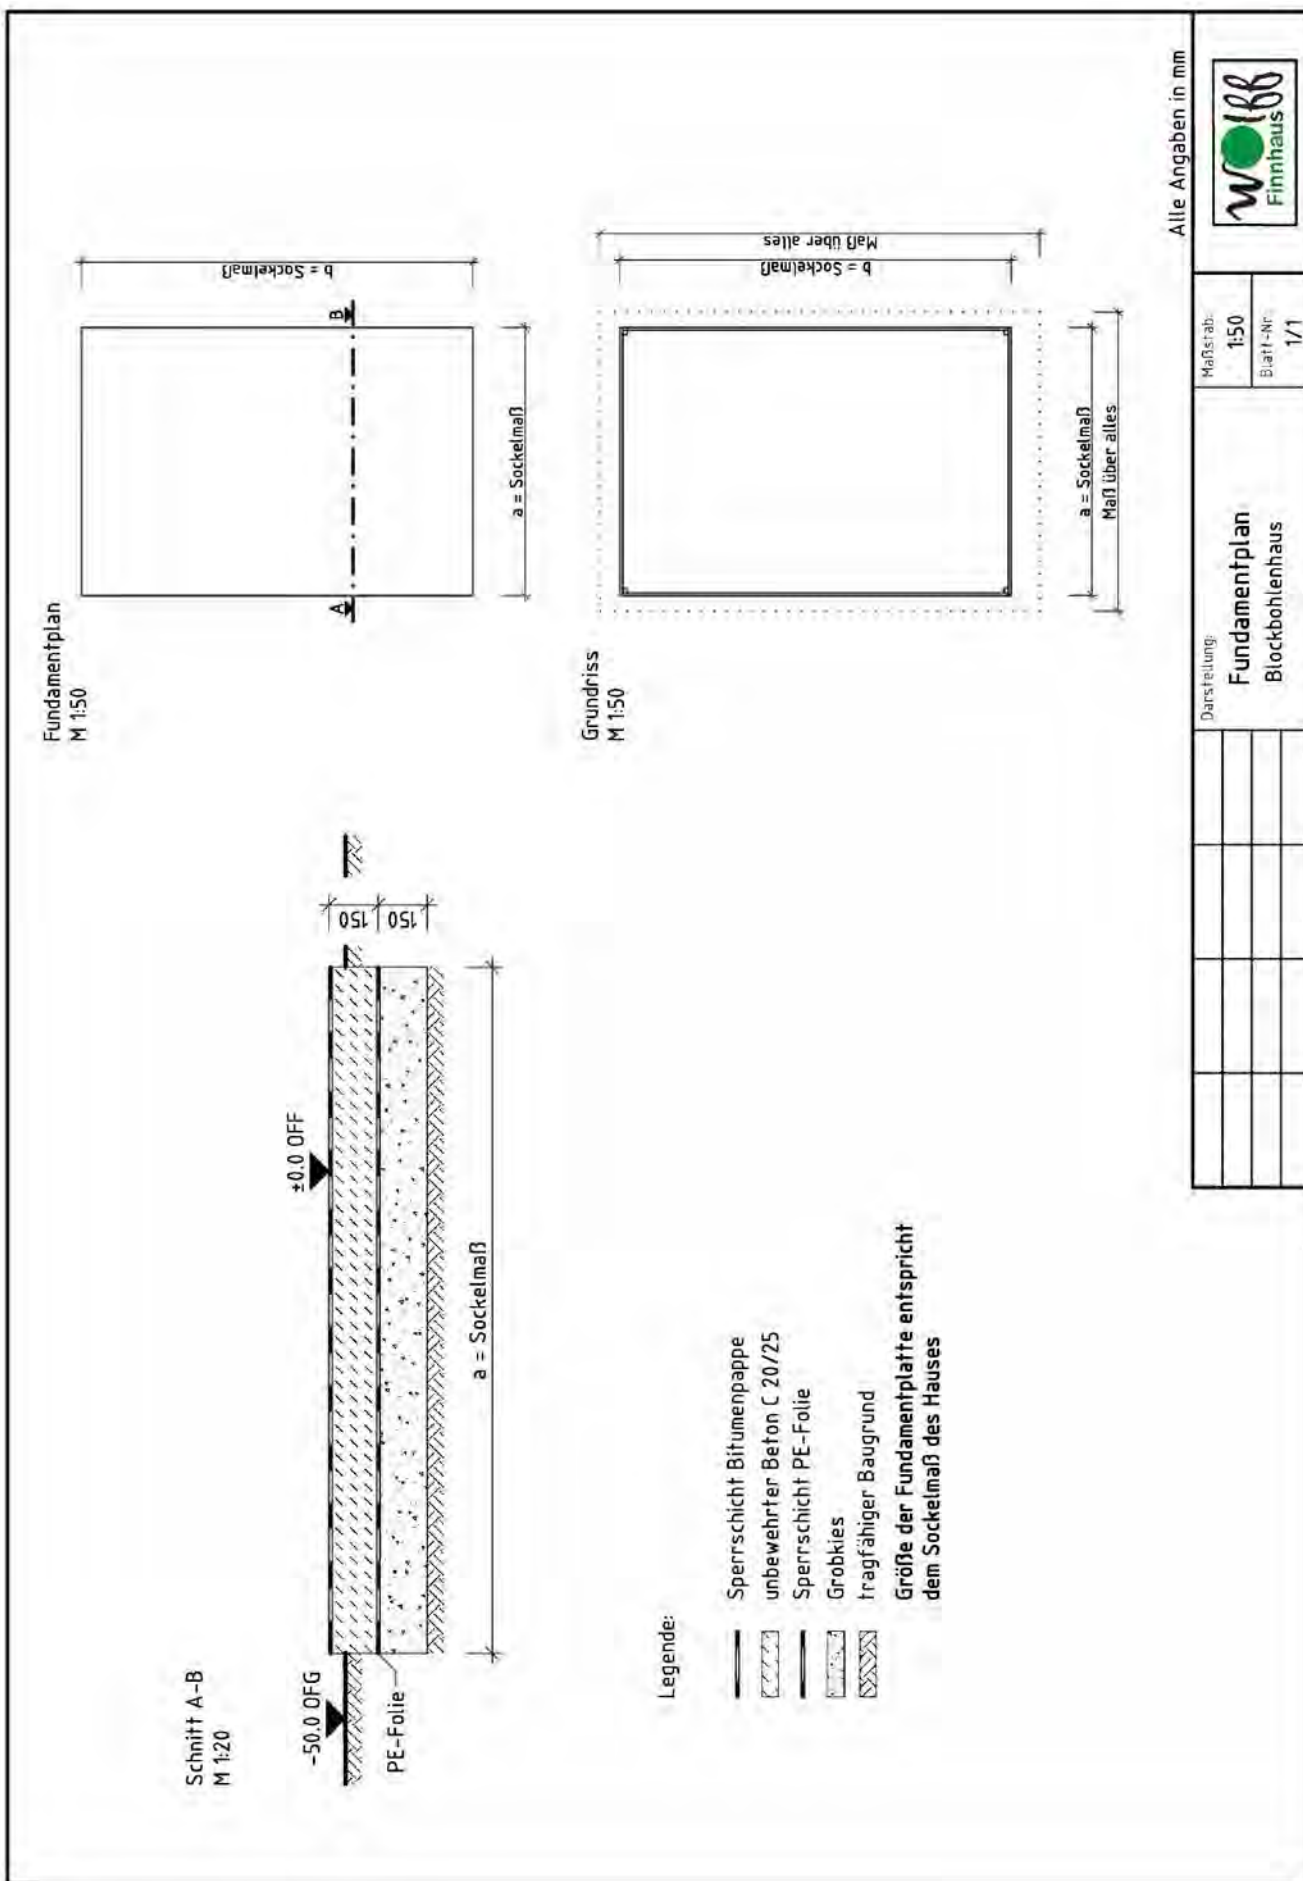 Fundamentplan
M 1:50
b = Sockelmaß
A
B
a = Sockelmaß
Schnitt A-B
M 1:20
-50.0 OFG
±0.0 OFF
150
150
PE-Folie
a = Sockelmaß
Grundriss
M 1:50
b = Sockelmaß
Maß über alles
a = Sockelmaß
Maß über alles
Legende:
Sperrschicht Bitumenpappe
unbewehrter Beton C 20/25
Sperrschicht PE-Folie
Grobkies
tragfähiger Baugrund
Größe der Fundamentplatte entspricht
dem Sockelmaß des Hauses
Alle Angaben in mm
Darstellung:
Fundamentplan
Blockbohlenhaus
Maßstab:
1:50
Blatt-Nr.:
1/1
wolff
Finnhaus